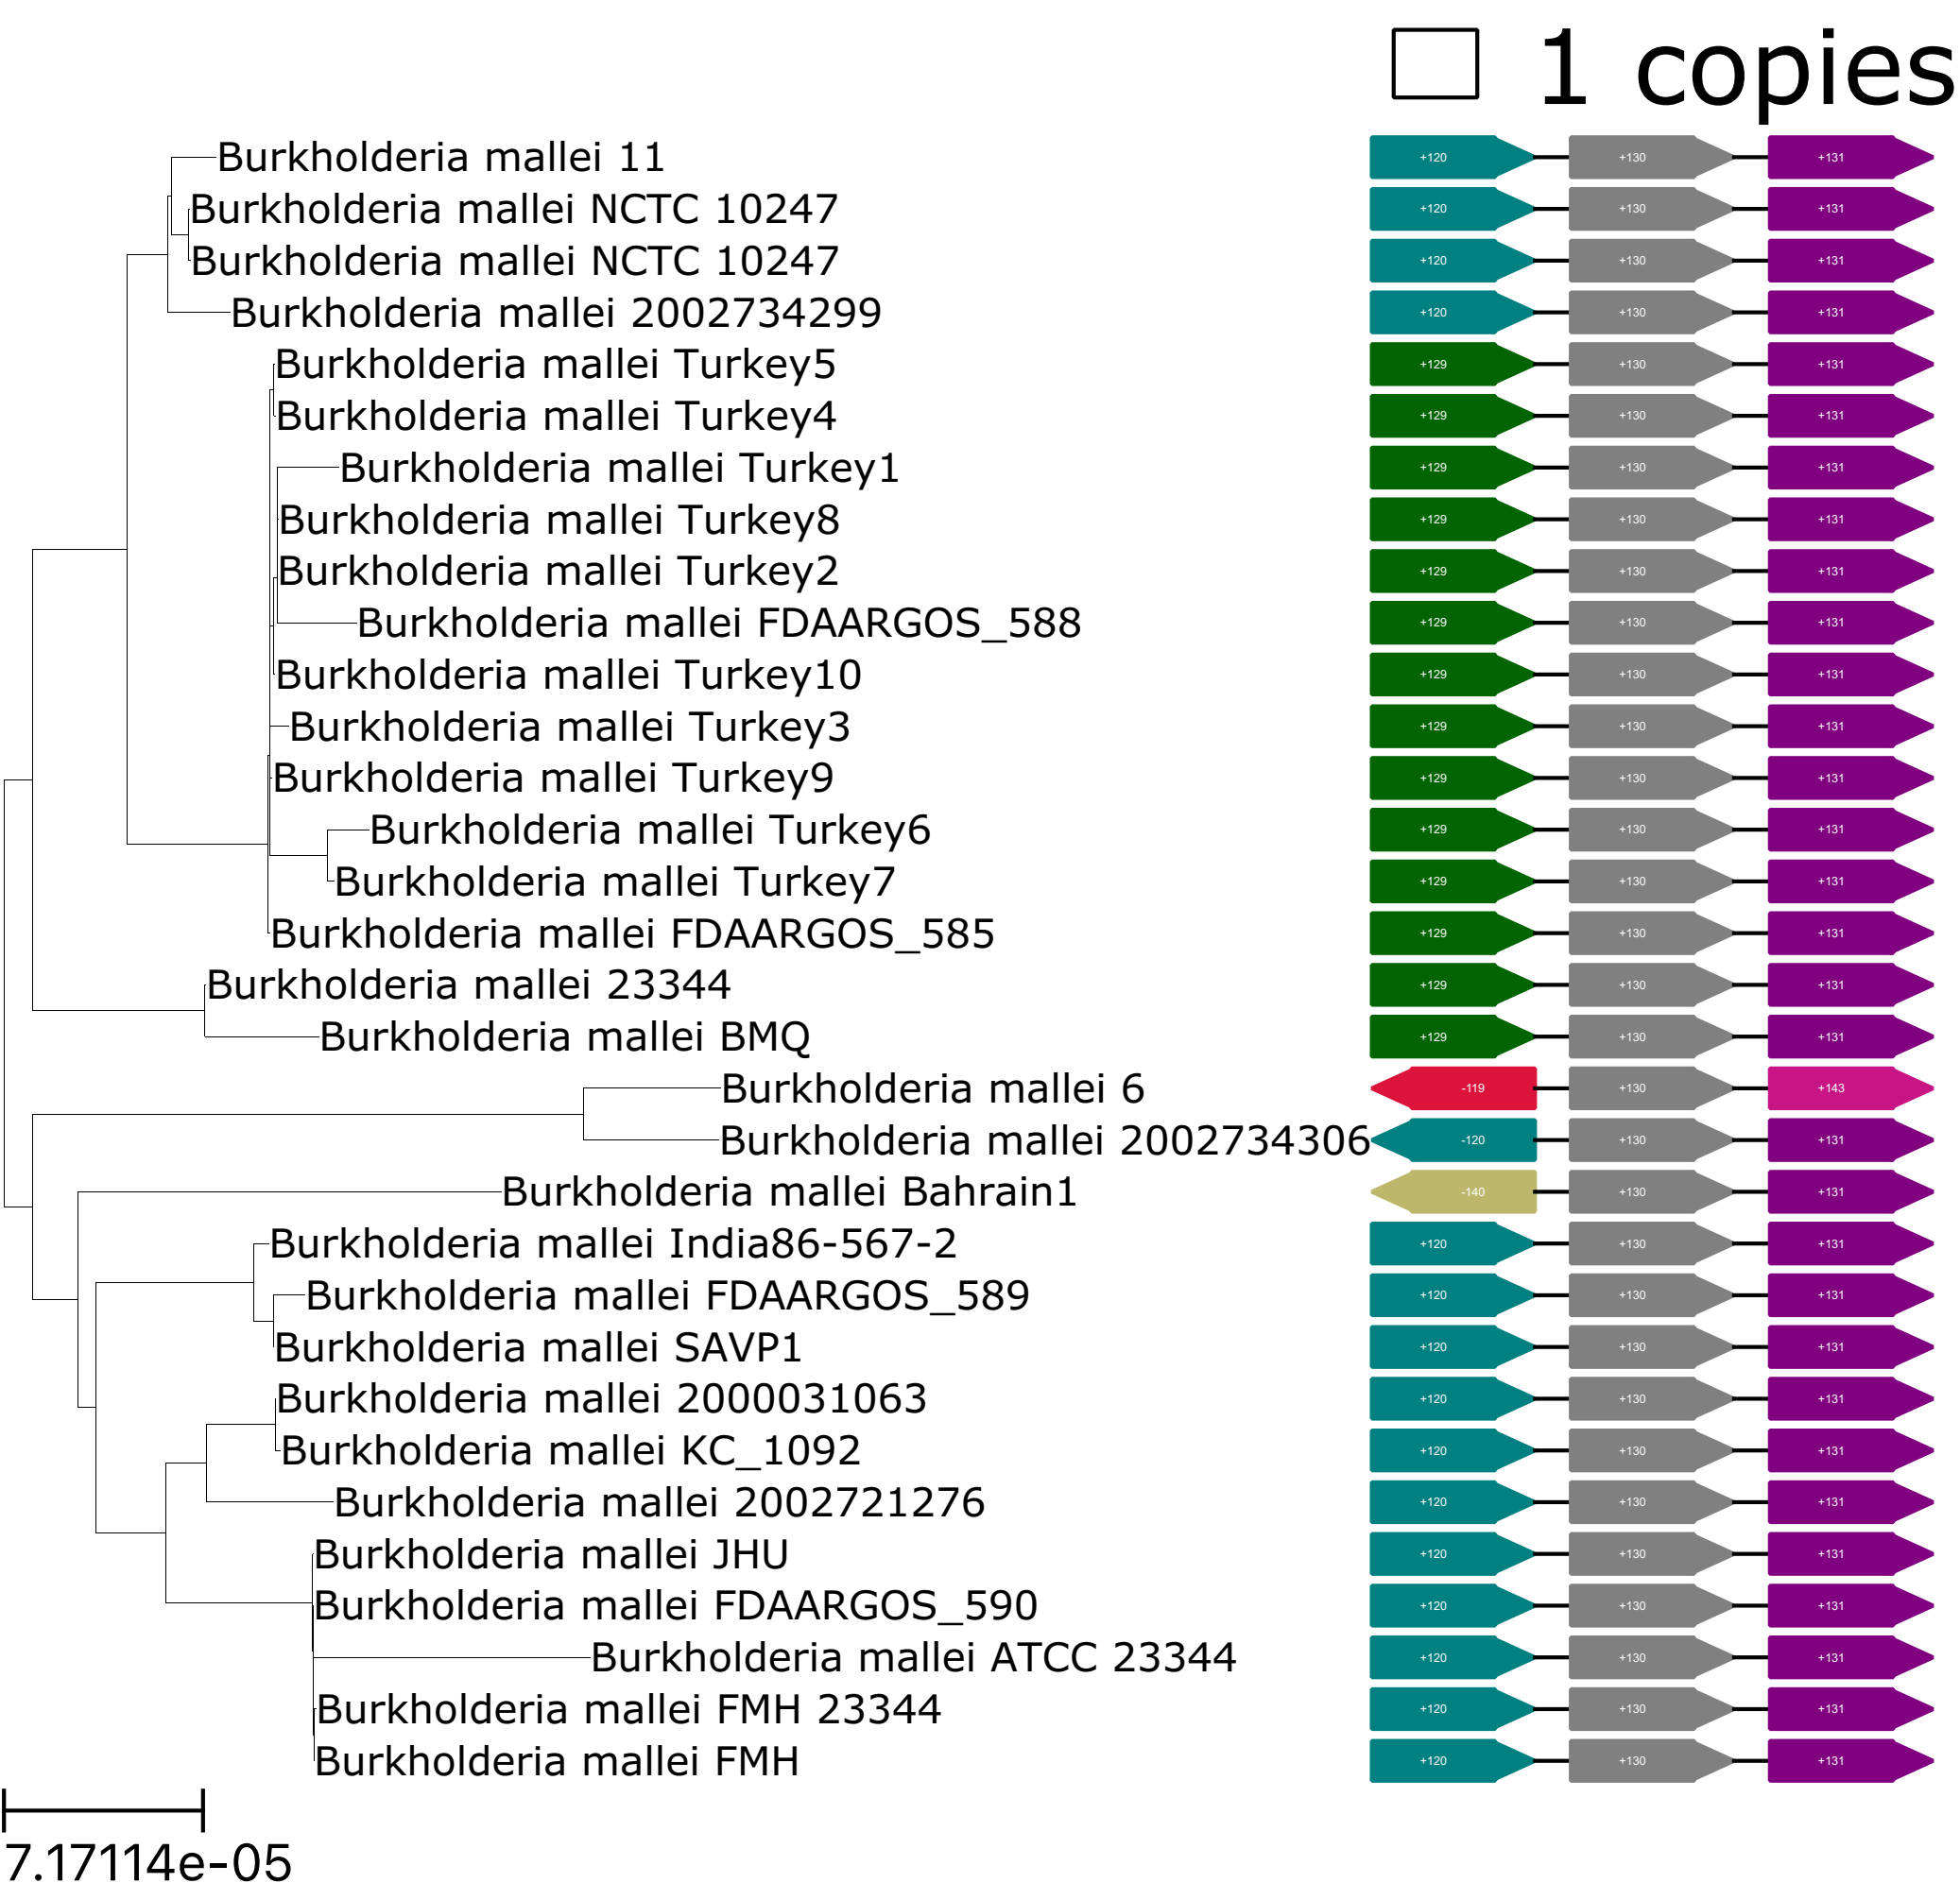 1 copies
Burkholderia mallei 11 +120 +130 +131
Burkholderia mallei NCTC 10247 +120 +130 +131
Burkholderia mallei NCTC 10247 +120 +130 +131
Burkholderia mallei 2002734299 +120 +130 +131
Burkholderia mallei Turkey5 +129 +130 +131
Burkholderia mallei Turkey4 +129 +130 +131
Burkholderia mallei Turkey1 +129 +130 +131
Burkholderia mallei Turkey8 +129 +130 +131
Burkholderia mallei Turkey2 +129 +130 +131
Burkholderia mallei FDAARGOS_588 +129 +130 +131
Burkholderia mallei Turkey10 +129 +130 +131
Burkholderia mallei Turkey3 +129 +130 +131
Burkholderia mallei Turkey9 +129 +130 +131
Burkholderia mallei Turkey6 +129 +130 +131
Burkholderia mallei Turkey7 +129 +130 +131
Burkholderia mallei FDAARGOS_585 +129 +130 +131
Burkholderia mallei 23344 +129 +130 +131
Burkholderia mallei BMQ +129 +130 +131
Burkholderia mallei 6 -119 +130 +143
Burkholderia mallei 2002734306 -120 +130 +131
Burkholderia mallei Bahrain1 -140 +130 +131
Burkholderia mallei India86-567-2 +120 +130 +131
Burkholderia mallei FDAARGOS_589 +120 +130 +131
Burkholderia mallei SAVP1 +120 +130 +131
Burkholderia mallei 2000031063 +120 +130 +131
Burkholderia mallei KC_1092 +120 +130 +131
Burkholderia mallei 2002721276 +120 +130 +131
Burkholderia mallei JHU +120 +130 +131
Burkholderia mallei FDAARGOS_590 +120 +130 +131
Burkholderia mallei ATCC 23344 +120 +130 +131
Burkholderia mallei FMH 23344 +120 +130 +131
Burkholderia mallei FMH +120 +130 +131
7.17114e-05